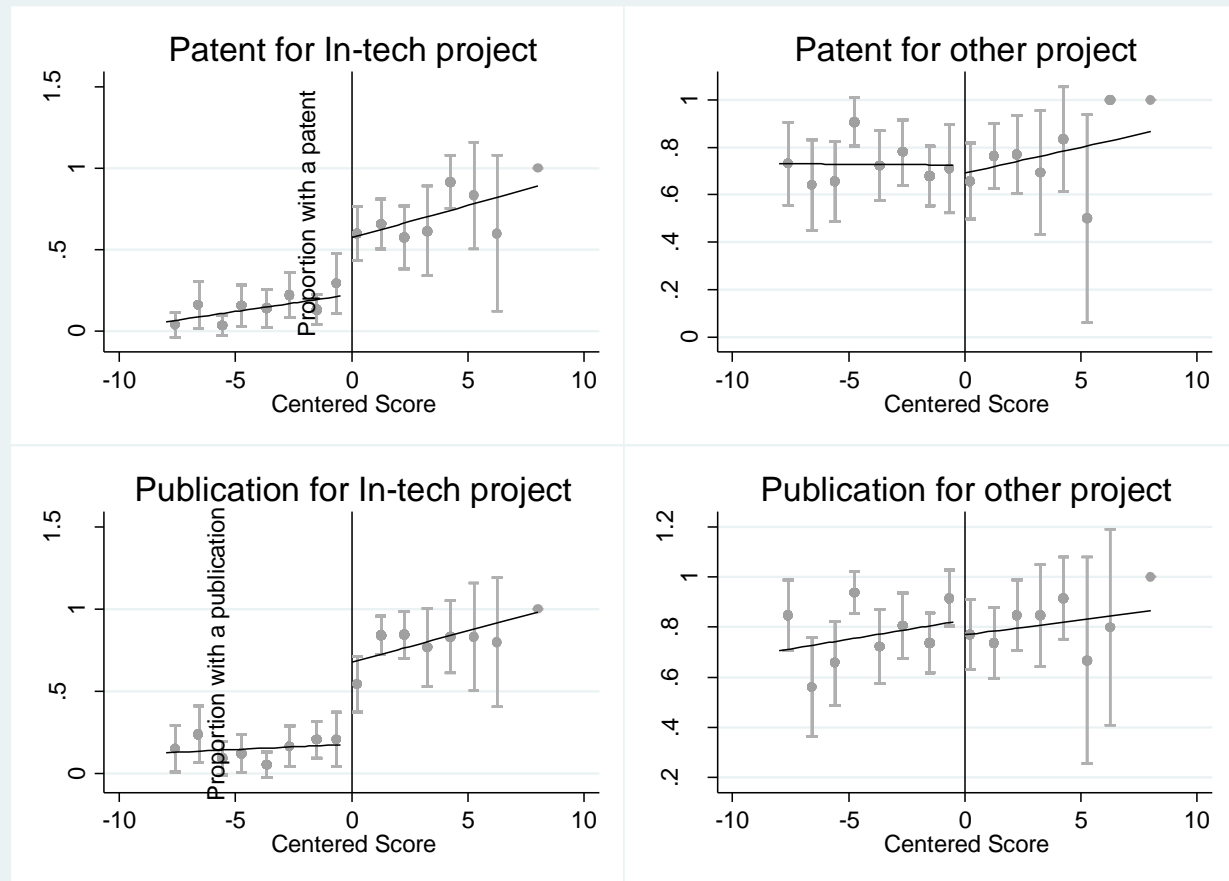 Patent for In-tech project
Proportion with a patent
1.5
1
.5
0
-10 -5 0 5 10
Centered Score
Patent for other project
1
.8
.6
.4
.2
0
-10 -5 0 5 10
Centered Score
Publication for In-tech project
Proportion with a publication
1.5
1
.5
0
-10 -5 0 5 10
Centered Score
Publication for other project
1.2
1
.8
.6
.4
.2
-10 -5 0 5 10
Centered Score